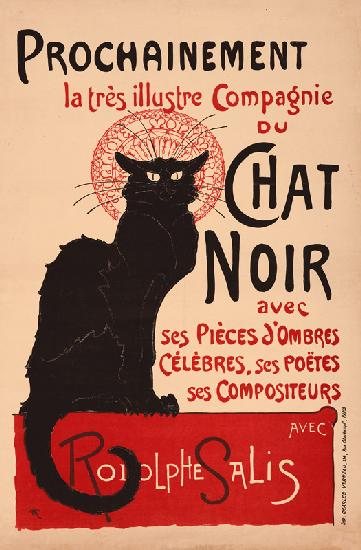 PROCHAINEMENT
la très illustre Compagnie
DU
CHAT
NOIR
avec
ses PIÈCES d'OMBRES
CÉLÈBRES, ses POËTES
ses COMPOSITEURS
AVEC
RODOLPHE SALIS